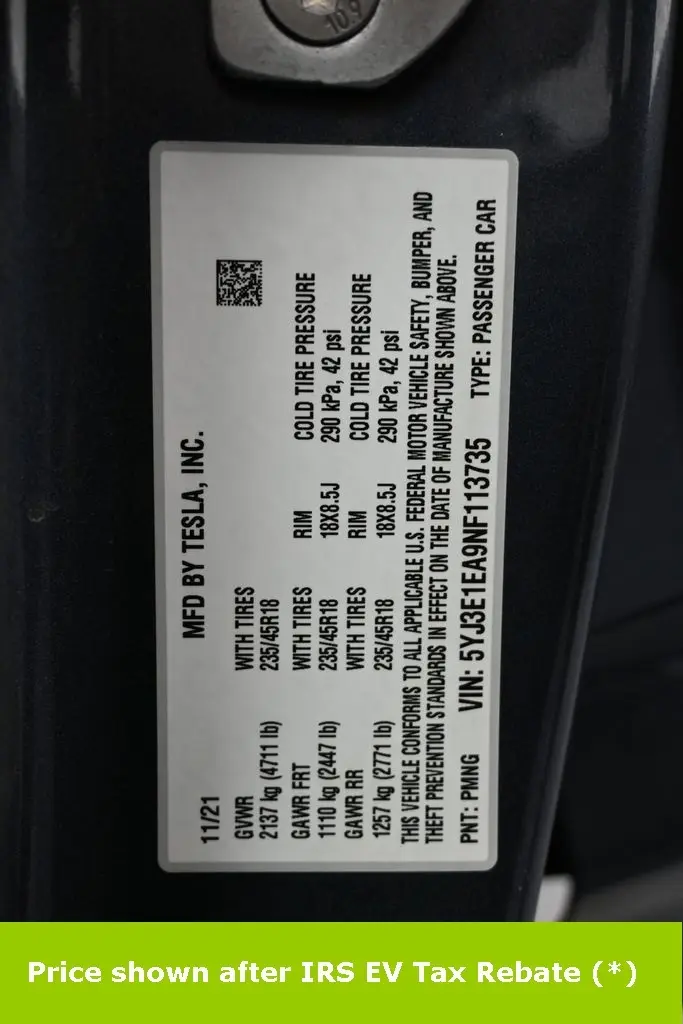 10.9
MFD BY TESLA, INC.
11/21
GVWR WITH TIRES
2137 kg (4711 lb) 235/45R18
GAWR FRT WITH TIRES RIM COLD TIRE PRESSURE
1110 kg (2447 lb) 235/45R18 18X8.5J 290 kPa, 42 psi
GAWR RR WITH TIRES RIM COLD TIRE PRESSURE
1257 kg (2771 lb) 235/45R18 18X8.5J 290 kPa, 42 psi
THIS VEHICLE CONFORMS TO ALL APPLICABLE U.S. FEDERAL MOTOR VEHICLE SAFETY, BUMPER, AND
THEFT PREVENTION STANDARDS IN EFFECT ON THE DATE OF MANUFACTURE SHOWN ABOVE.
PNT: PMNG VIN: 5YJ3E1EA9NF113735 TYPE: PASSENGER CAR
Price shown after IRS EV Tax Rebate (*)